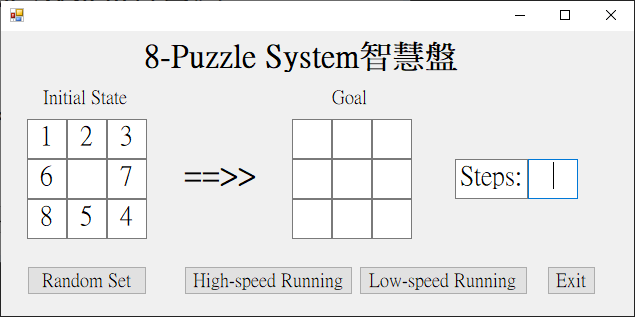 8-Puzzle System智慧盤
Initial State
Goal
1 2 3
6 7
8 5 4
==>>
Steps:
Random Set
High-speed Running
Low-speed Running
Exit